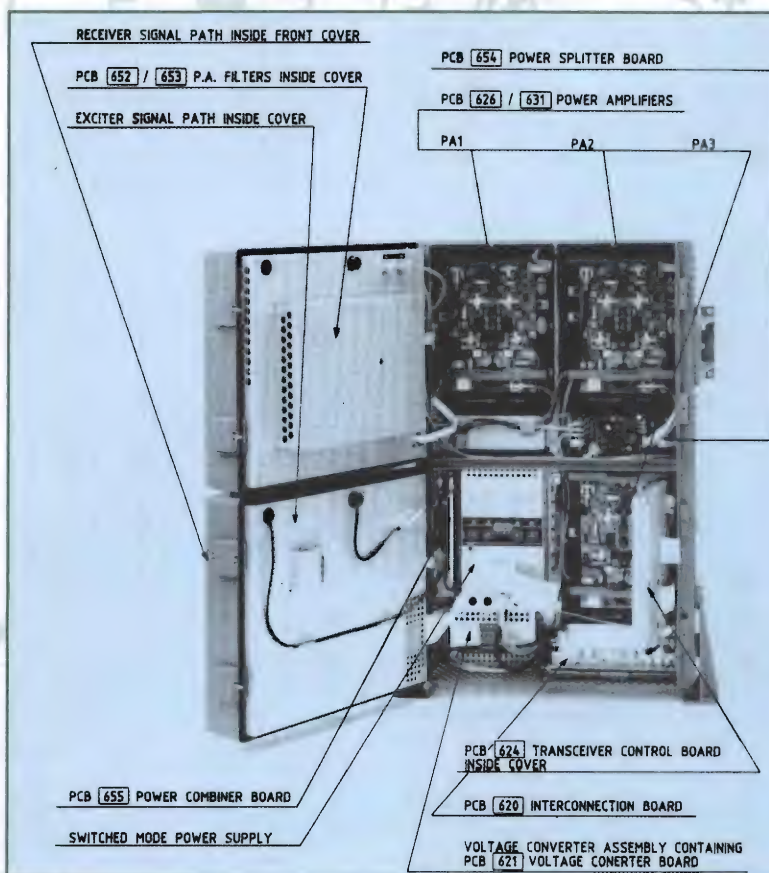 RECEIVER SIGNAL PATH INSIDE FRONT COVER
PCB 652 / 653 P.A. FILTERS INSIDE COVER
EXCITER SIGNAL PATH INSIDE COVER
PCB 654 POWER SPLITTER BOARD
PCB 626 / 631 POWER AMPLIFIERS
PA1 PA2 PA3
PCB 624 TRANSCEIVER CONTROL BOARD
INSIDE COVER
PCB 655 POWER COMBINER BOARD
PCB 620 INTERCONNECTION BOARD
SWITCHED MODE POWER SUPPLY
VOLTAGE CONVERTER ASSEMBLY CONTAINING
PCB 621 VOLTAGE CONERTER BOARD